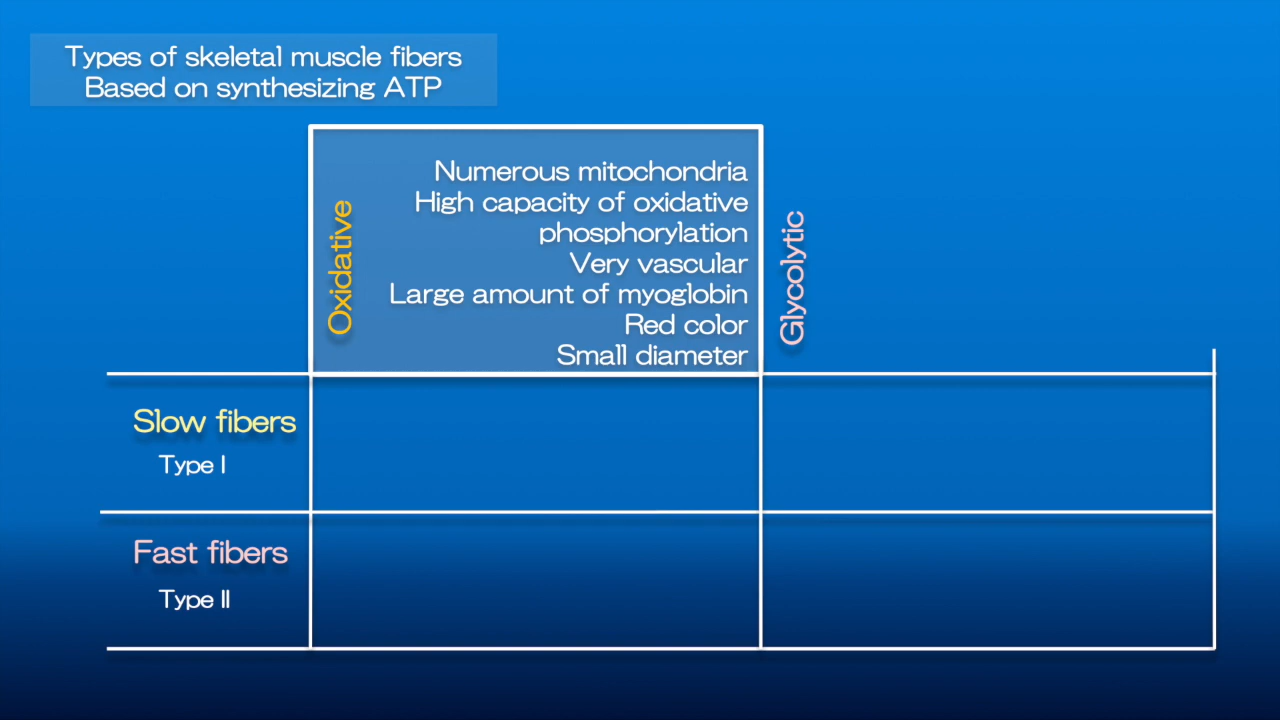 Types of skeletal muscle fibers
Based on synthesizing ATP
Oxidative
Numerous mitochondria
High capacity of oxidative
phosphorylation
Very vascular
Large amount of myoglobin
Red color
Small diameter
Glycolytic
Slow fibers
Type I
Fast fibers
Type II